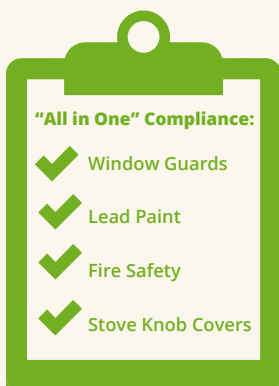 “All in One” Compliance:
Window Guards
Lead Paint
Fire Safety
Stove Knob Covers